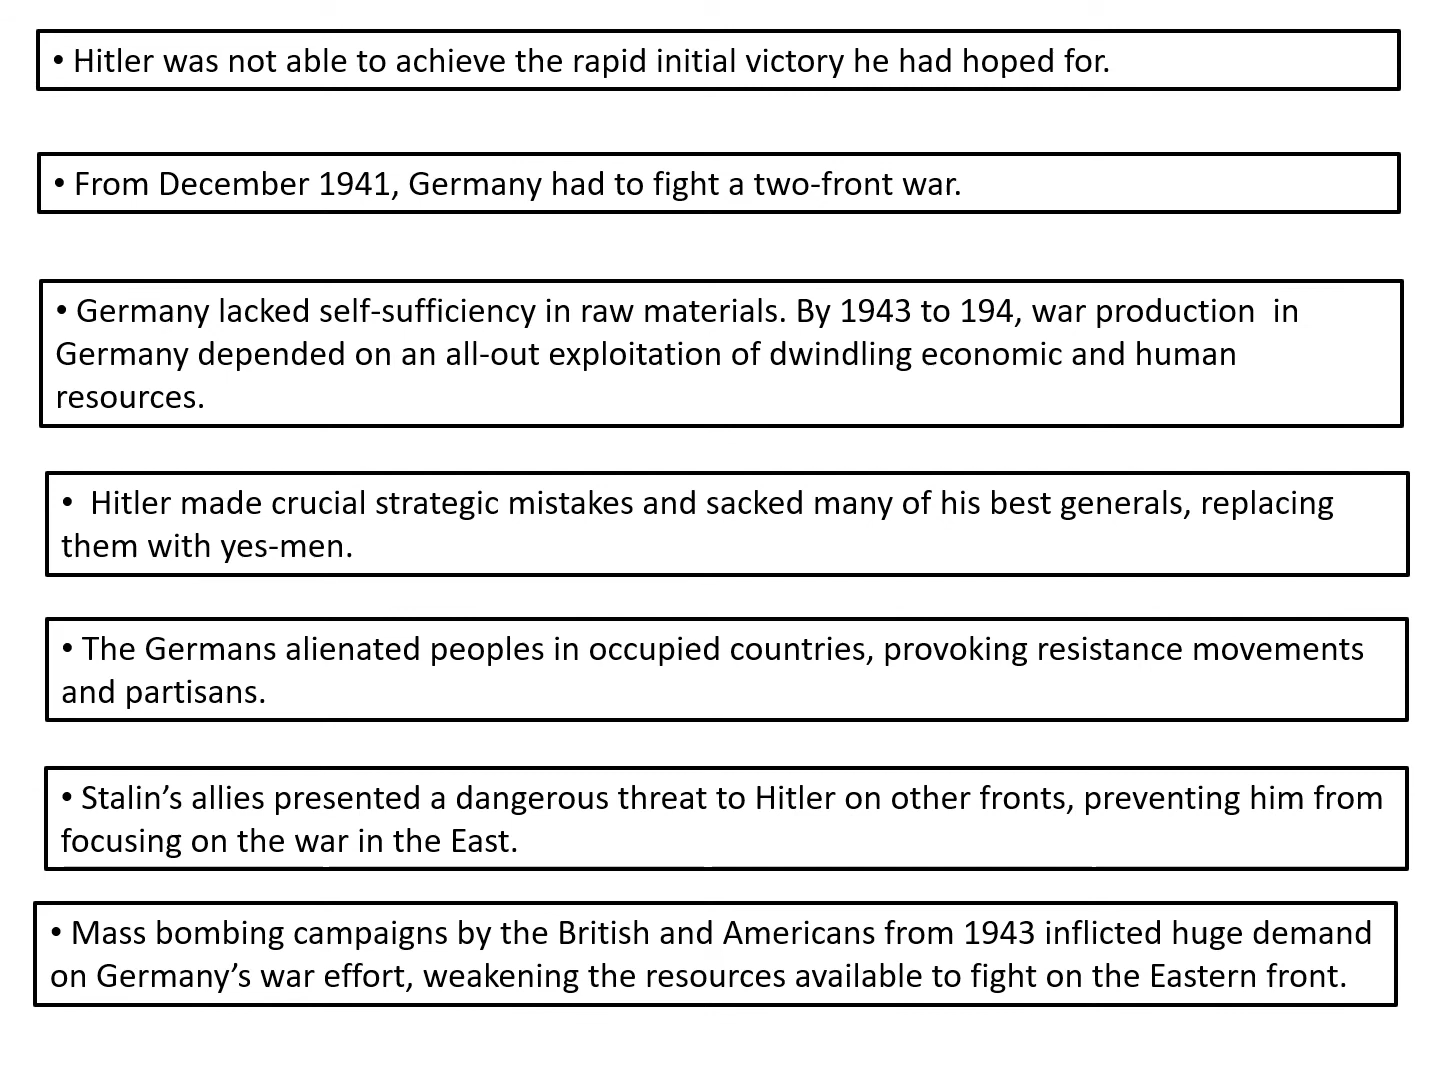 • Hitler was not able to achieve the rapid initial victory he had hoped for.
• From December 1941, Germany had to fight a two-front war.
• Germany lacked self-sufficiency in raw materials. By 1943 to 194, war production  in
Germany depended on an all-out exploitation of dwindling economic and human
resources.
•  Hitler made crucial strategic mistakes and sacked many of his best generals, replacing
them with yes-men.
• The Germans alienated peoples in occupied countries, provoking resistance movements
and partisans.
• Stalin’s allies presented a dangerous threat to Hitler on other fronts, preventing him from
focusing on the war in the East.
• Mass bombing campaigns by the British and Americans from 1943 inflicted huge demand
on Germany’s war effort, weakening the resources available to fight on the Eastern front.